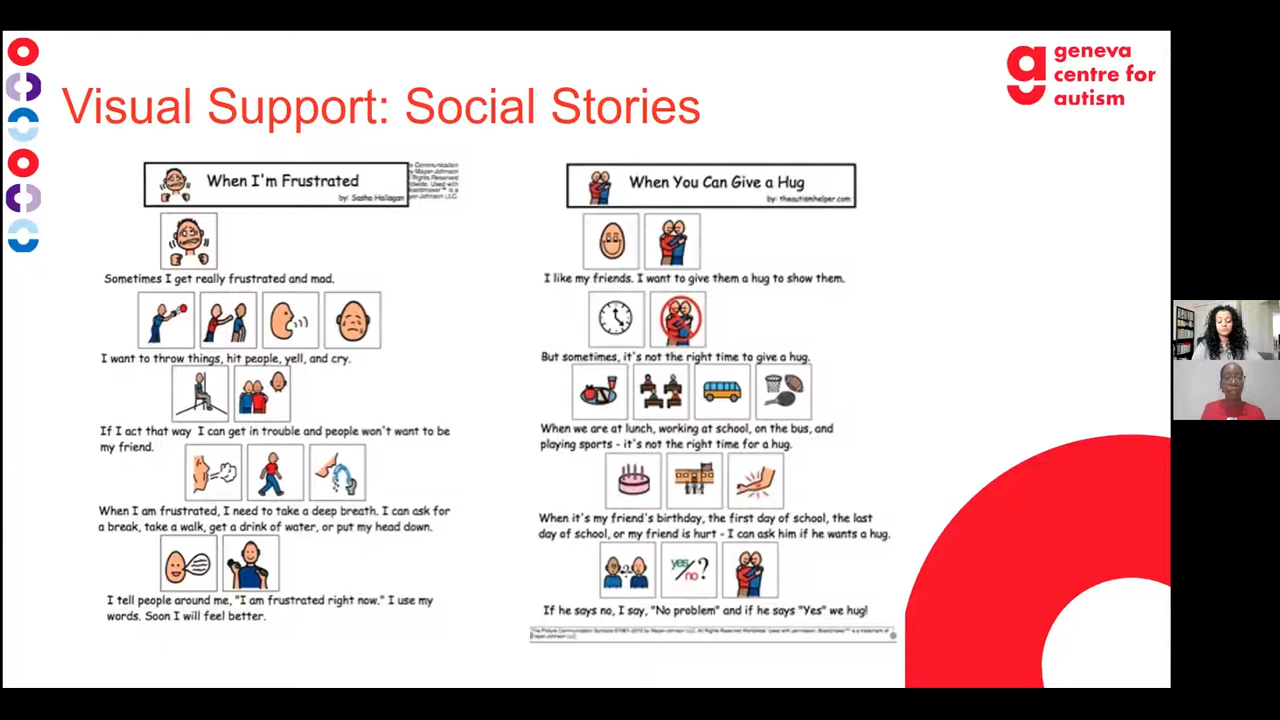 geneva
centre for
autism
Visual Support: Social Stories
When I'm Frustrated
by: Sasha Hallagan
Sometimes I get really frustrated and mad.
I want to throw things, hit people, yell, and cry.
If I act that way I can get in trouble and people won't want to be
my friend.
When I am frustrated, I need to take a deep breath. I can ask for
a break, take a walk, get a drink of water, or put my head down.
I tell people around me, "I am frustrated right now." I use my
words. Soon I will feel better.
When You Can Give a Hug
by: theautismhelper.com
I like my friends. I want to give them a hug to show them.
But sometimes, it's not the right time to give a hug.
When we are at lunch, working at school, on the bus, and
playing sports - it's not the right time for a hug.
When it's my friend's birthday, the first day of school, the last
day of school, or my friend is hurt - I can ask him if he wants a hug.
yes/no?
If he says no, I say, "No problem" and if he says "Yes" we hug!